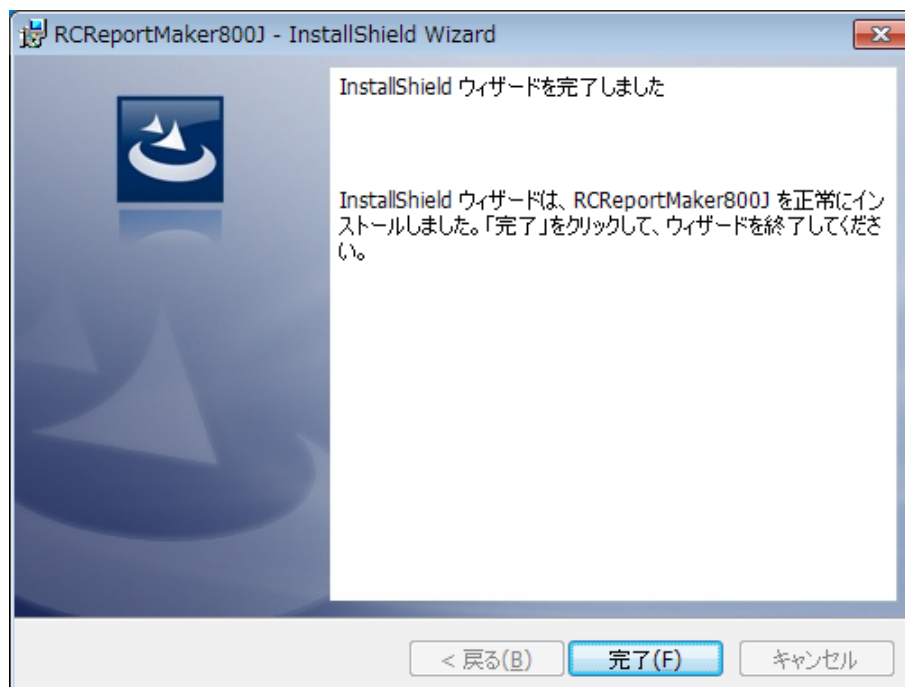 RCReportMaker800J - InstallShield Wizard
InstallShield ウィザードを完了しました
InstallShield ウィザードは、RCReportMaker800J を正常にイン
ストールしました。「完了」をクリックして、ウィザードを終了してくださ
い。
< 戻る(B)
完了(F)
キャンセル